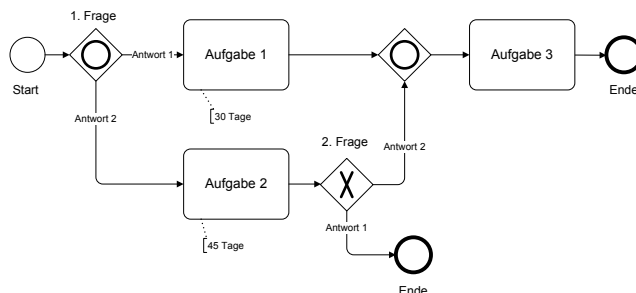 1. Frage
Start
Antwort 1
Aufgabe 1
30 Tage
Aufgabe 3
Ende
Antwort 2
Aufgabe 2
45 Tage
2. Frage
Antwort 2
Antwort 1
Ende